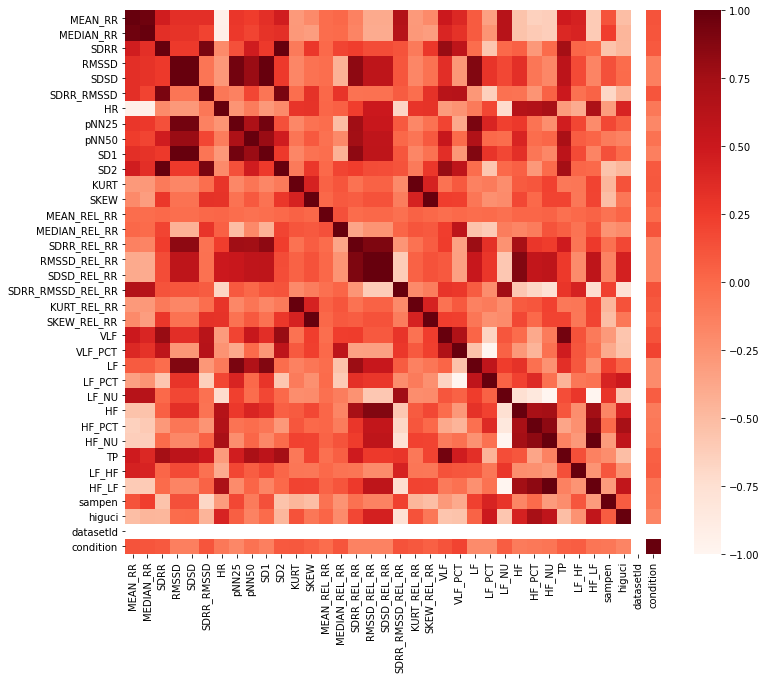 MEAN_RR
MEDIAN_RR
SDRR
RMSSD
SDSD
SDRR_RMSSD
HR
pNN25
pNN50
SD1
SD2
KURT
SKEW
MEAN_REL_RR
MEDIAN_REL_RR
SDRR_REL_RR
RMSSD_REL_RR
SDSD_REL_RR
SDRR_RMSSD_REL_RR
KURT_REL_RR
SKEW_REL_RR
VLF
VLF_PCT
LF
LF_PCT
LF_NU
HF
HF_PCT
HF_NU
TP
LF_HF
HF_LF
sampen
higuci
datasetId
condition
MEAN_RR
MEDIAN_RR
SDRR
RMSSD
SDSD
SDRR_RMSSD
HR
pNN25
pNN50
SD1
SD2
KURT
SKEW
MEAN_REL_RR
MEDIAN_REL_RR
SDRR_REL_RR
RMSSD_REL_RR
SDSD_REL_RR
SDRR_RMSSD_REL_RR
KURT_REL_RR
SKEW_REL_RR
VLF
VLF_PCT
LF
LF_PCT
LF_NU
HF
HF_PCT
HF_NU
TP
LF_HF
HF_LF
sampen
higuci
datasetId
condition
1.00
0.75
0.50
0.25
0.00
−0.25
−0.50
−0.75
−1.00